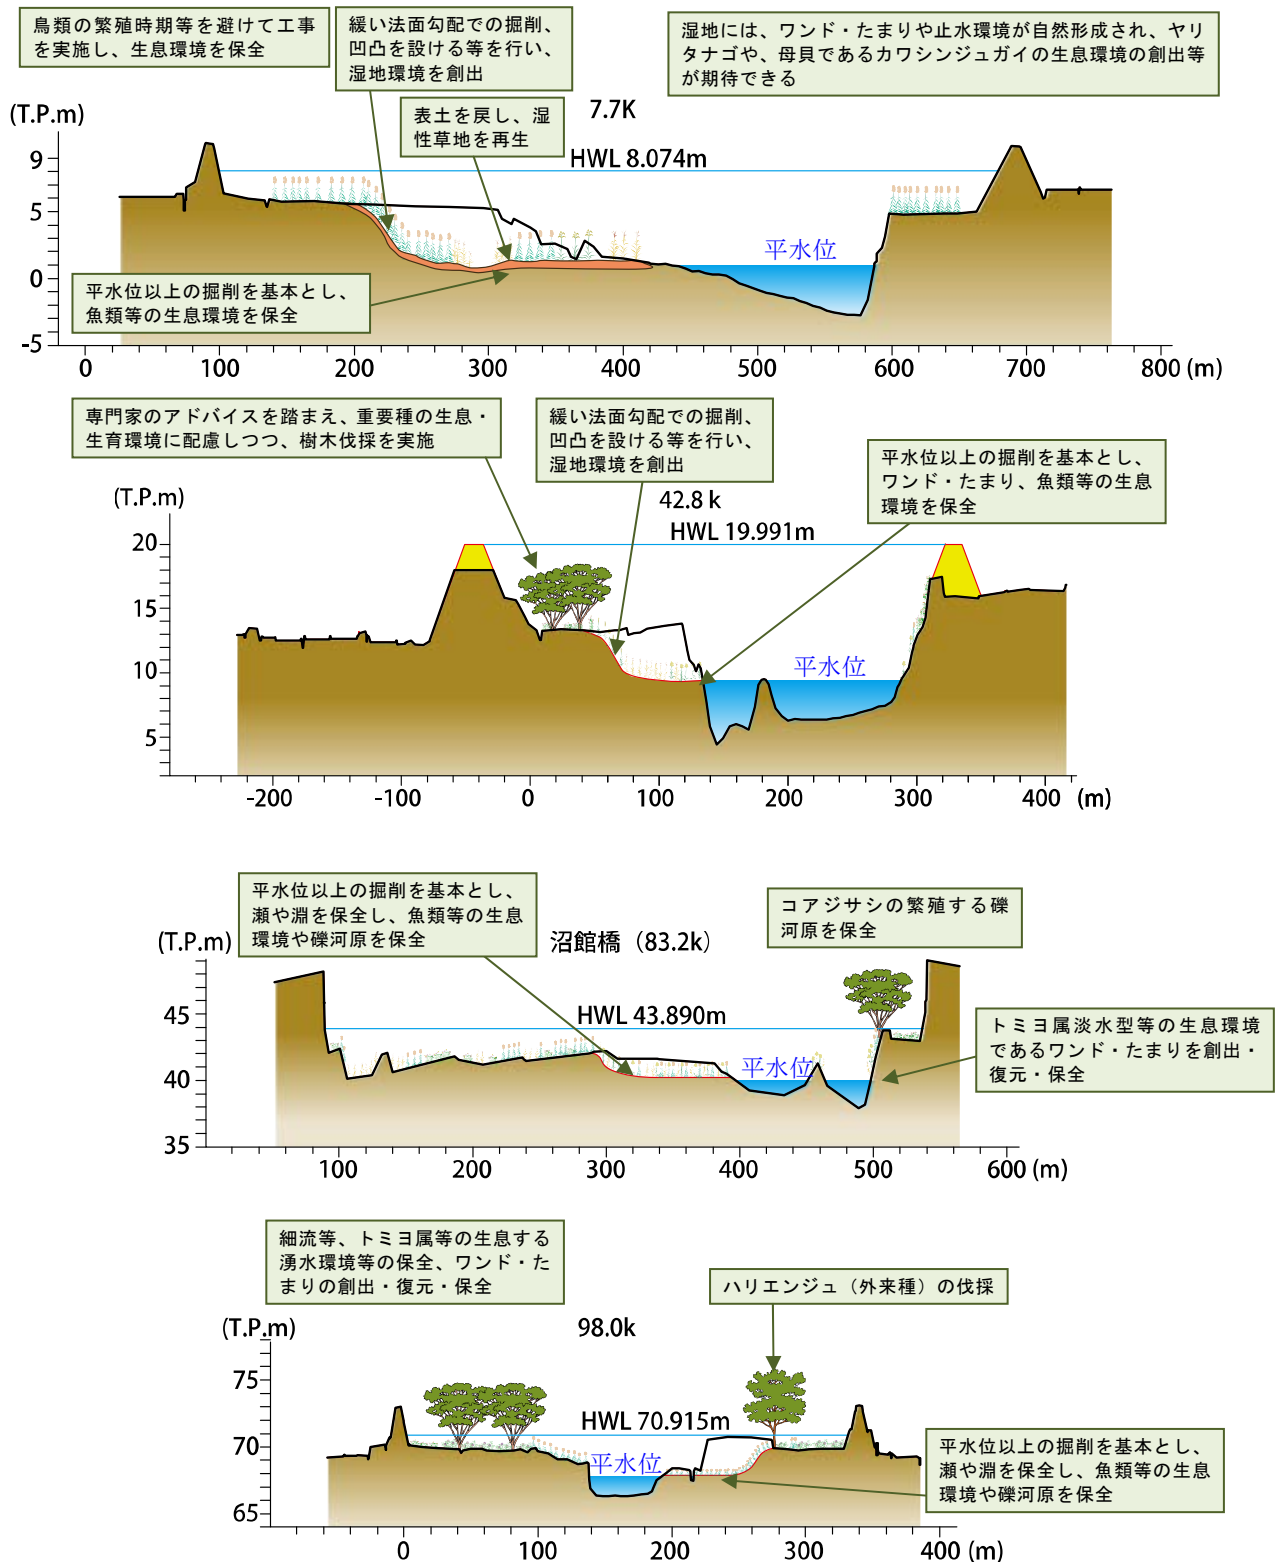 鳥類の繁殖時期等を避けて工事
を実施し、生息環境を保全
緩い法面勾配での掘削、
凹凸を設ける等を行い、
湿地環境を創出
湿地には、ワンド・たまりや止水環境が自然形成され、ヤリ
タナゴや、母貝であるカワシンジュガイの生息環境の創出等
が期待できる
表土を戻し、湿
性草地を再生
7.7K
(T.P.m)
HWL 8.074m
9
5
0
-5
平水位
平水位以上の掘削を基本とし、
魚類等の生息環境を保全
0 100 200 300 400 500 600 700 800 (m)
専門家のアドバイスを踏まえ、重要種の生息・
生育環境に配慮しつつ、樹木伐採を実施
緩い法面勾配での掘削、
凹凸を設ける等を行い、
湿地環境を創出
平水位以上の掘削を基本とし、
ワンド・たまり、魚類等の生息
環境を保全
(T.P.m)
42.8 k
HWL 19.991m
20
15
10
5
平水位
-200 -100 0 100 200 300 400 (m)
平水位以上の掘削を基本とし、
瀬や淵を保全し、魚類等の生息
環境や礫河原を保全
コアジサシの繁殖する礫
河原を保全
(T.P.m)
沼館橋（83.2k）
HWL 43.890m
45
40
35
平水位
トミヨ属淡水型等の生息環境
であるワンド・たまりを創出・
復元・保全
100 200 300 400 500 600 (m)
細流等、トミヨ属等の生息する
湧水環境等の保全、ワンド・た
まりの創出・復元・保全
ハリエンジュ（外来種）の伐採
(T.P.m)
98.0k
HWL 70.915m
75
70
65
平水位
平水位以上の掘削を基本とし、
瀬や淵を保全し、魚類等の生息
環境や礫河原を保全
0 100 200 300 400 (m)